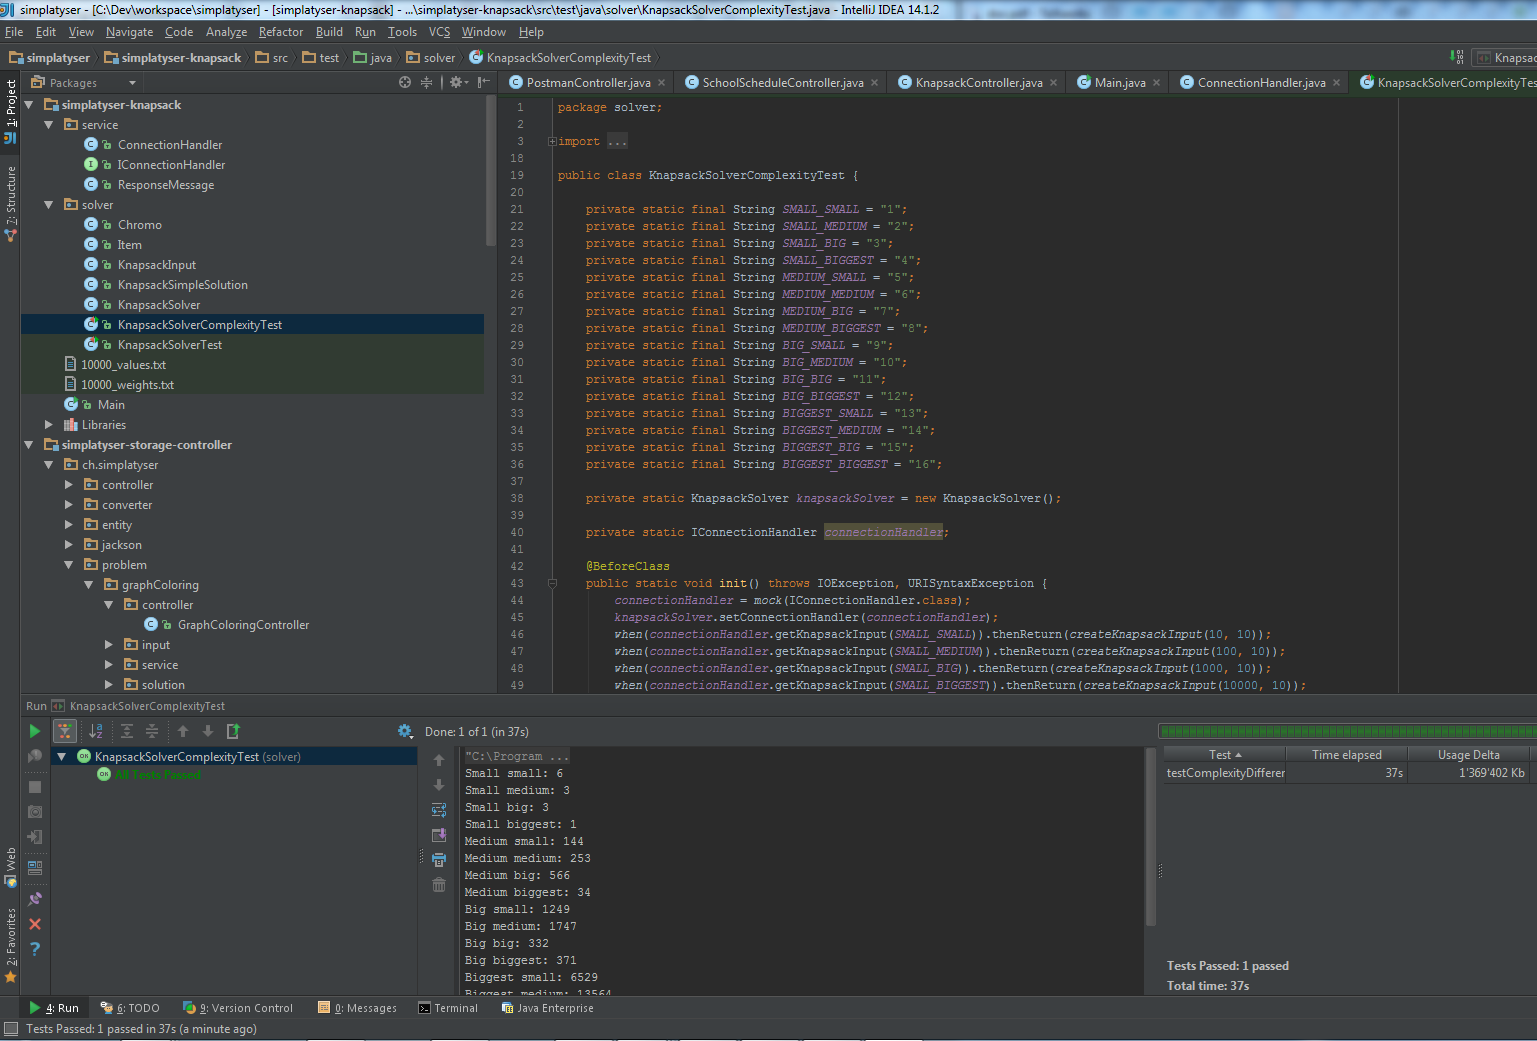 simplatyser - [C:\Dev\workspace\simplatyser] - [simplatyser-knapsack] - ...\simplatyser-knapsack\src\test\java\solver\KnapsackSolverComplexityTest.java - IntelliJ IDEA 14.1.2
File Edit View Navigate Code Analyze Refactor Build Run Tools VCS Window Help
simplatyser simplatyser-knapsack src test java solver KnapsackSolverComplexityTest Knapsac
1: Project
7: Structure
Web
2: Favorites
Packages
simplatyser-knapsack
service
ConnectionHandler
IConnectionHandler
ResponseMessage
solver
Chromo
Item
KnapsackInput
KnapsackSimpleSolution
KnapsackSolver
KnapsackSolverComplexityTest
KnapsackSolverTest
10000_values.txt
10000_weights.txt
Main
Libraries
simplatyser-storage-controller
ch.simplatyser
controller
converter
entity
jackson
problem
graphColoring
controller
GraphColoringController
input
service
solution
PostmanController.java SchoolScheduleController.java KnapsackController.java Main.java ConnectionHandler.java KnapsackSolverComplexityTes
1 package solver;
2
3 import ...
18
19 public class KnapsackSolverComplexityTest {
20
21 private static final String SMALL_SMALL = "1";
22 private static final String SMALL_MEDIUM = "2";
23 private static final String SMALL_BIG = "3";
24 private static final String SMALL_BIGGEST = "4";
25 private static final String MEDIUM_SMALL = "5";
26 private static final String MEDIUM_MEDIUM = "6";
27 private static final String MEDIUM_BIG = "7";
28 private static final String MEDIUM_BIGGEST = "8";
29 private static final String BIG_SMALL = "9";
30 private static final String BIG_MEDIUM = "10";
31 private static final String BIG_BIG = "11";
32 private static final String BIG_BIGGEST = "12";
33 private static final String BIGGEST_SMALL = "13";
34 private static final String BIGGEST_MEDIUM = "14";
35 private static final String BIGGEST_BIG = "15";
36 private static final String BIGGEST_BIGGEST = "16";
37
38 private static KnapsackSolver knapsackSolver = new KnapsackSolver();
39
40 private static IConnectionHandler connectionHandler;
41
42 @BeforeClass
43 public static void init() throws IOException, URISyntaxException {
44 connectionHandler = mock(IConnectionHandler.class);
45 knapsackSolver.setConnectionHandler(connectionHandler);
46 when(connectionHandler.getKnapsackInput(SMALL_SMALL)).thenReturn(createKnapsackInput(10, 10));
47 when(connectionHandler.getKnapsackInput(SMALL_MEDIUM)).thenReturn(createKnapsackInput(100, 10));
48 when(connectionHandler.getKnapsackInput(SMALL_BIG)).thenReturn(createKnapsackInput(1000, 10));
49 when(connectionHandler.getKnapsackInput(SMALL_BIGGEST)).thenReturn(createKnapsackInput(10000, 10));
Run KnapsackSolverComplexityTest
Done: 1 of 1 (in 37s)
KnapsackSolverComplexityTest (solver)
All Tests Passed
"C:\Program ...
Small small: 6
Small medium: 3
Small big: 3
Small biggest: 1
Medium small: 144
Medium medium: 253
Medium big: 566
Medium biggest: 34
Big small: 1249
Big medium: 1747
Big big: 332
Big biggest: 371
Biggest small: 6529
Biggest medium: 13564
Test Time elapsed Usage Delta
testComplexityDifferer 37s 1'369'402 Kb
Tests Passed: 1 passed
Total time: 37s
4: Run 6: TODO 9: Version Control 0: Messages Terminal Java Enterprise
Tests Passed: 1 passed in 37s (a minute ago)